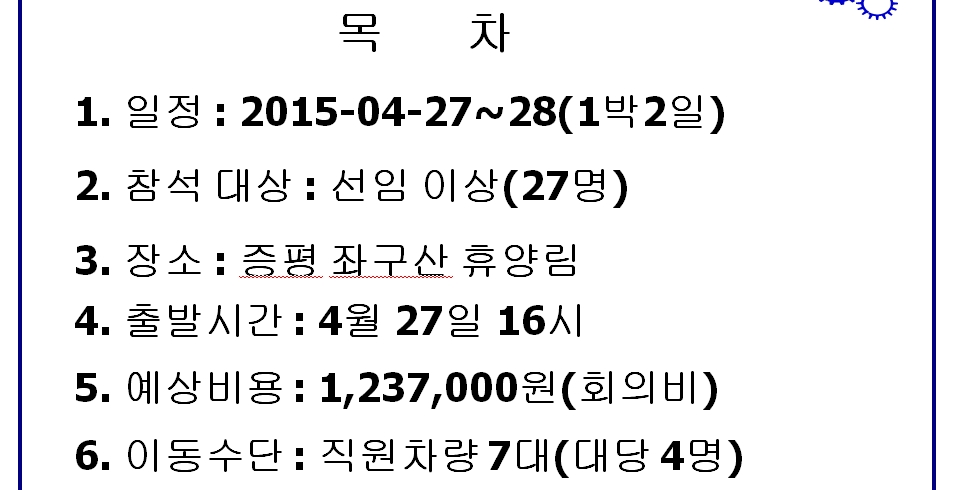 목 차
1. 일정 : 2015-04-27~28(1박2일)
2. 참석 대상 : 선임 이상(27명)
3. 장소 : 증평 좌구산 휴양림
4. 출발시간 : 4월 27일 16시
5. 예상비용 : 1,237,000원(회의비)
6. 이동수단 : 직원차량 7대(대당 4명)